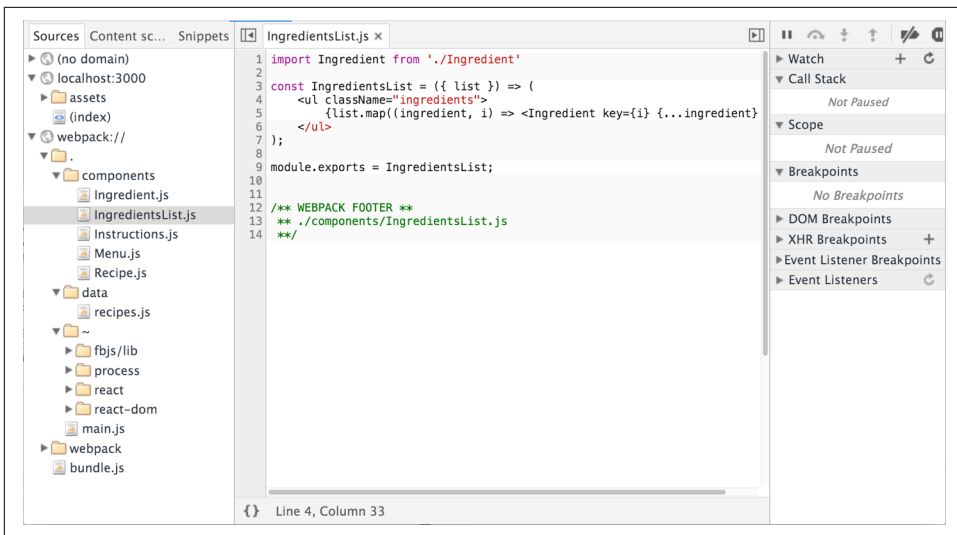 Sources Content sc... Snippets
(no domain)
localhost:3000
assets
(index)
webpack://
.
components
Ingredient.js
IngredientsList.js
Instructions.js
Menu.js
Recipe.js
data
recipes.js
~
fbjs/lib
process
react
react-dom
main.js
webpack
bundle.js
IngredientsList.js ×
1 import Ingredient from './Ingredient'
2
3 const IngredientsList = ({ list }) => (
4     <ul className="ingredients">
5         {list.map((ingredient, i) => <Ingredient key={i} {...ingredient}
6     </ul>
7 );
8
9 module.exports = IngredientsList;
10
11
12 /** WEBPACK FOOTER **
13  ** ./components/IngredientsList.js
14  **/
{} Line 4, Column 33
Watch
Call Stack
Not Paused
Scope
Not Paused
Breakpoints
No Breakpoints
DOM Breakpoints
XHR Breakpoints
Event Listener Breakpoints
Event Listeners